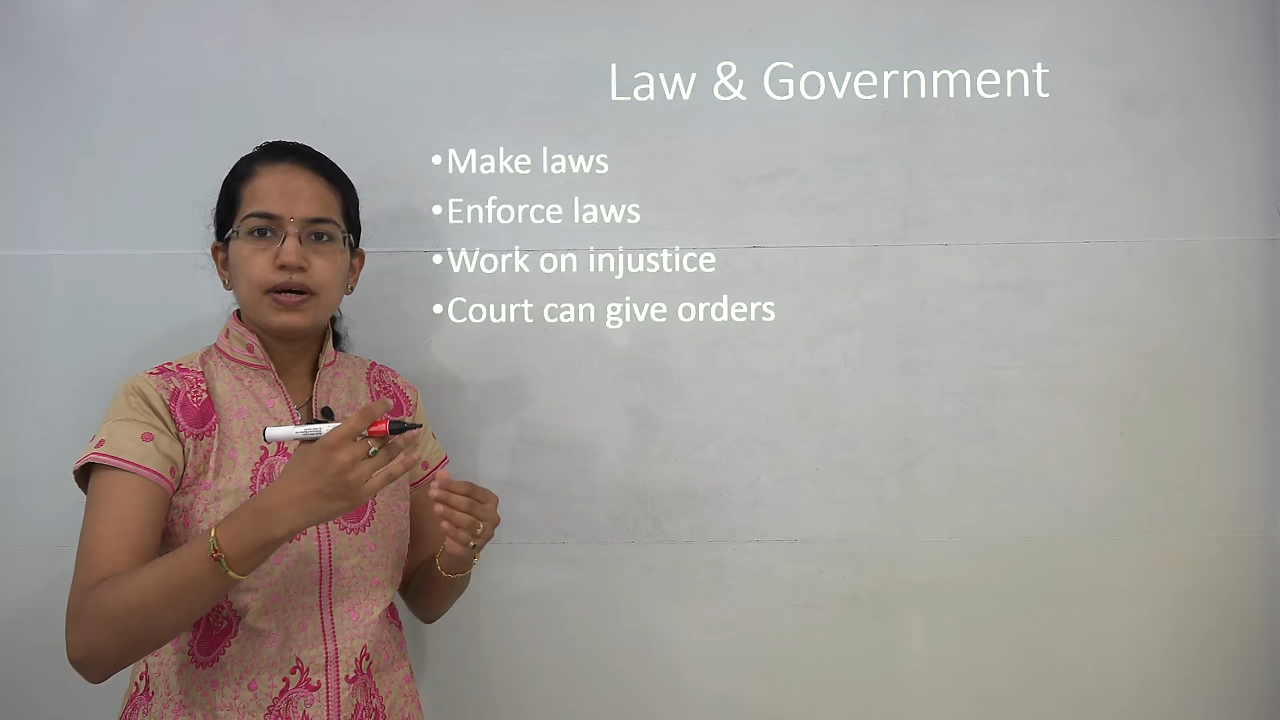 Law & Government
•Make laws
•Enforce laws
•Work on injustice
•Court can give orders